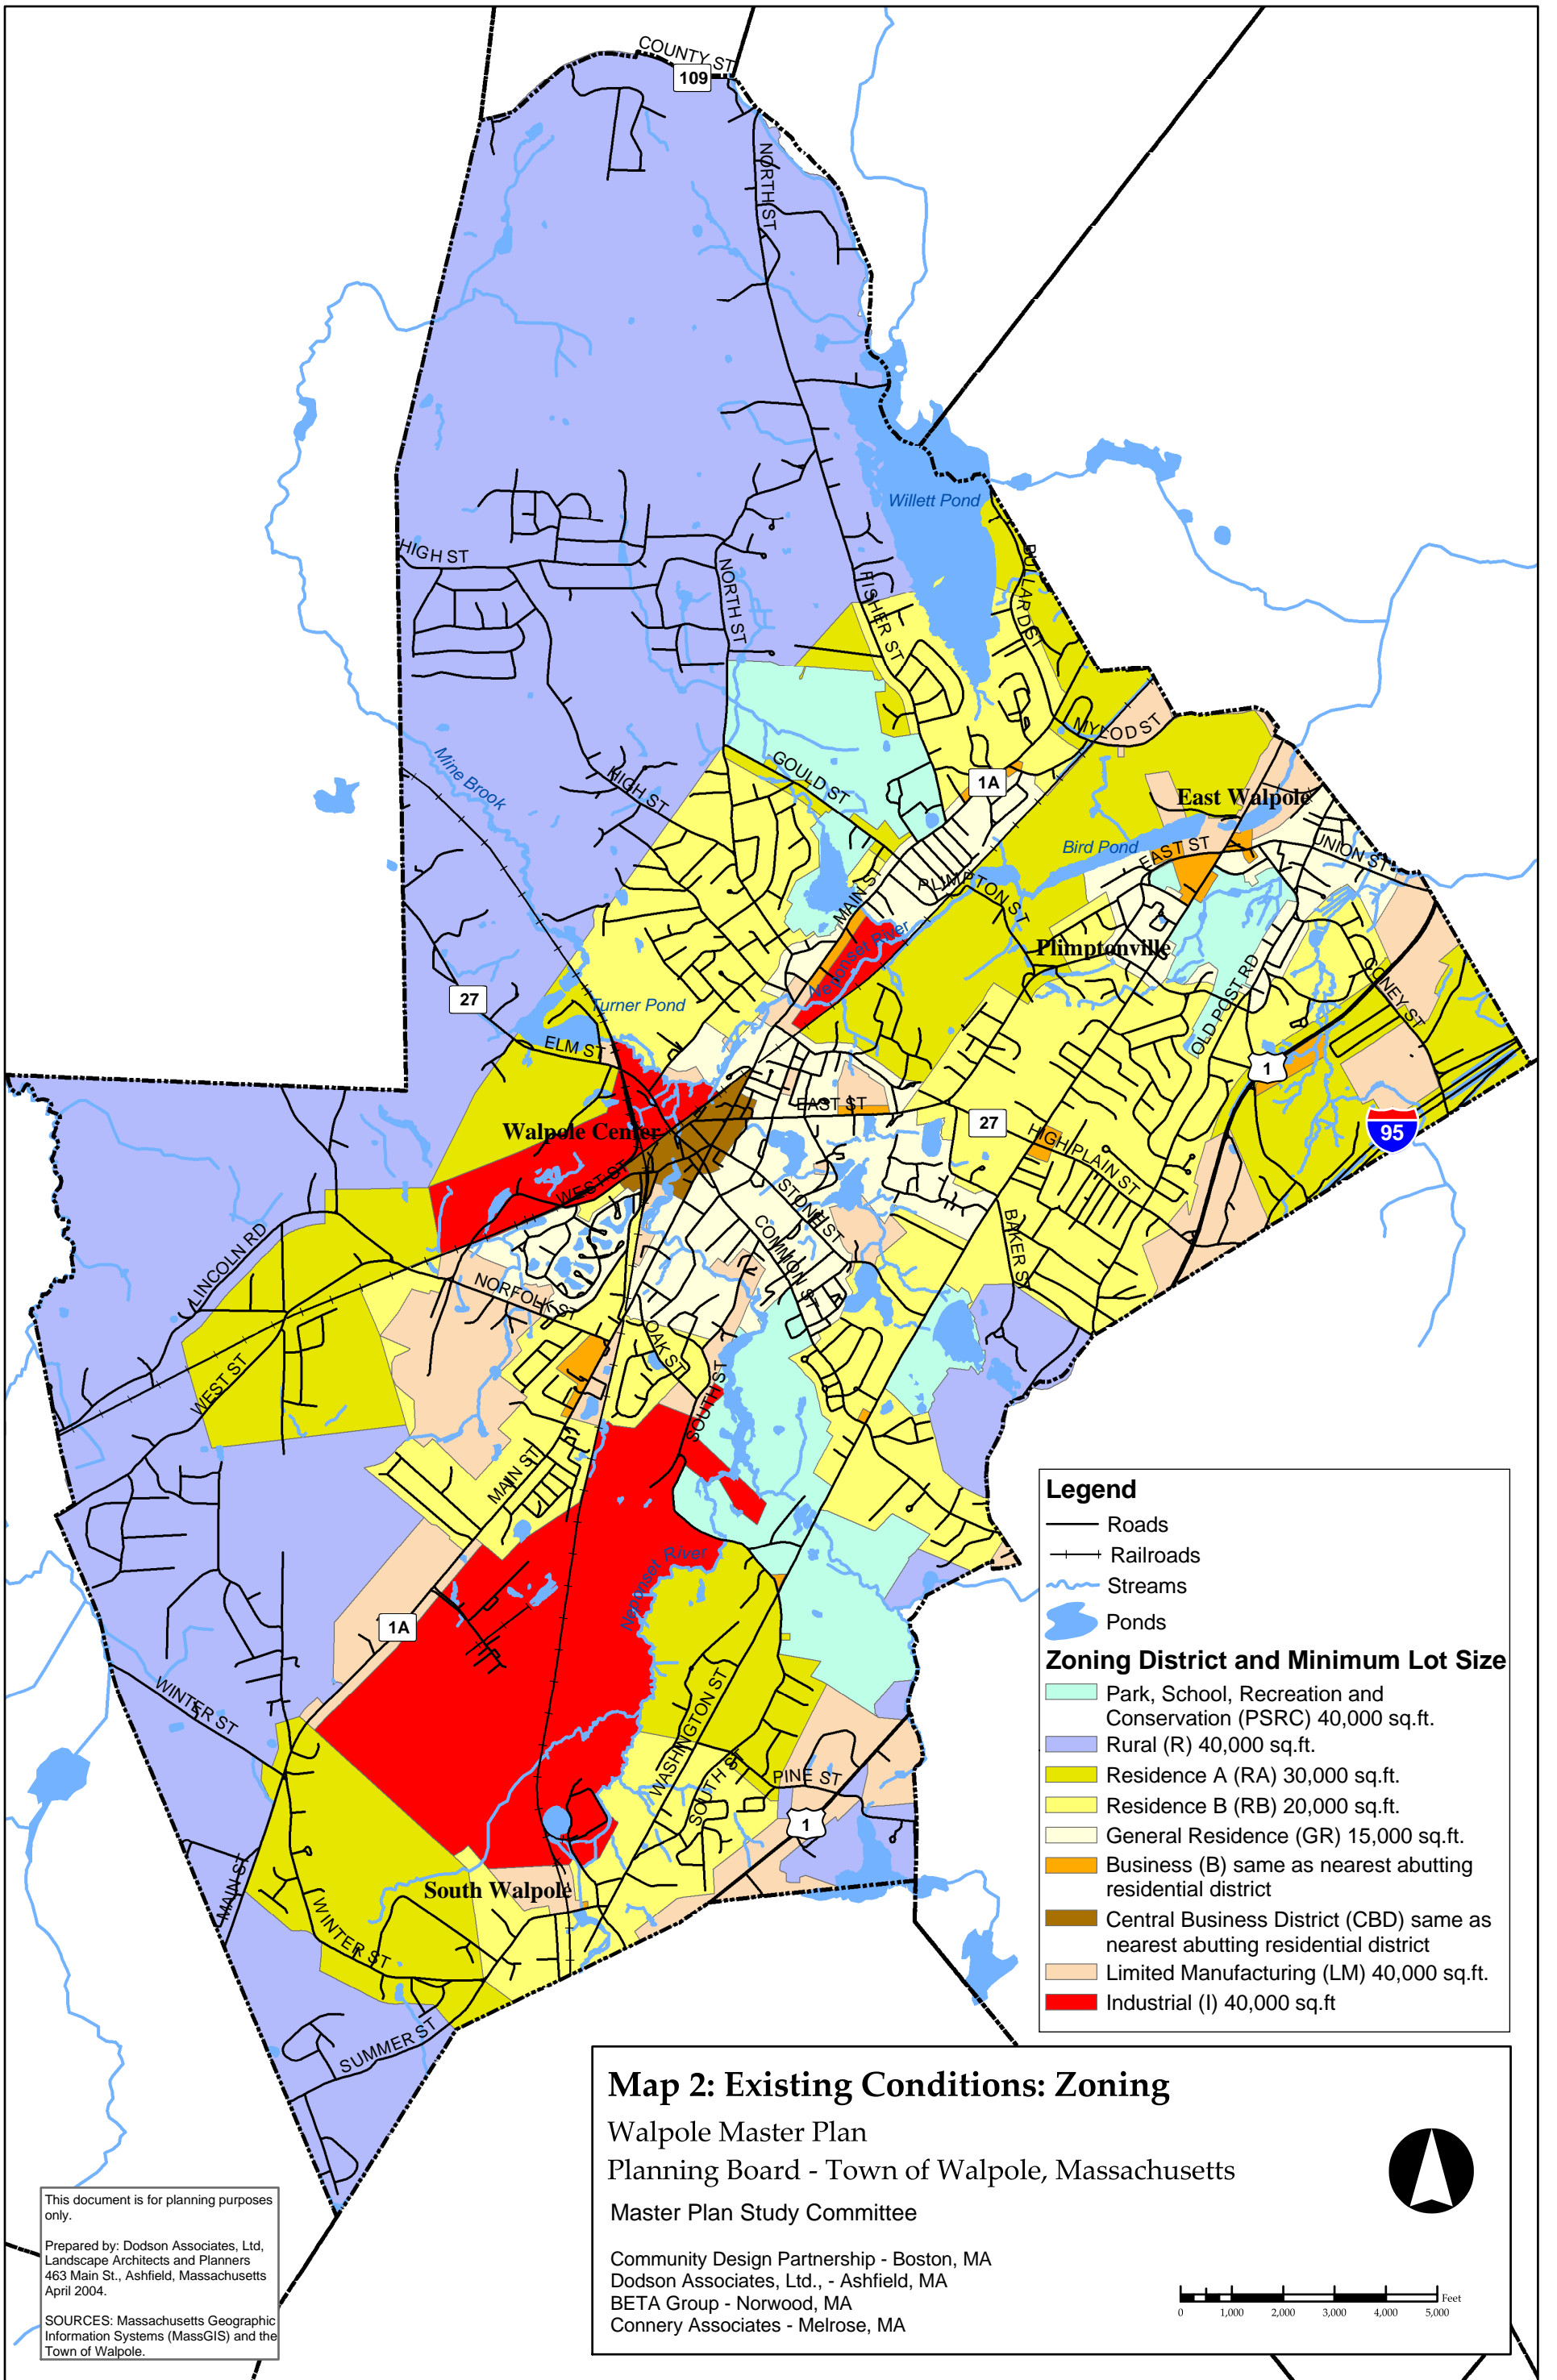 COUNTY ST
109
NORTH ST
Willett Pond
HIGH ST
NORTH ST
FISHER ST
BULLARD ST
MYLOD ST
Mine Brook
HIGH ST
GOULD ST
1A
East Walpole
Bird Pond
EAST ST
UNION ST
MAIN ST
PLIMPTON ST
Plimptonville
Neponset River
CONEY ST
OLD POST RD
27
Turner Pond
ELM ST
1
EAST ST
27
Walpole Center
HIGH PLAIN ST
95
WEST ST
STONE ST
COMMON ST
BAKER ST
LINCOLN RD
NORFOLK ST
OAK ST
WEST ST
SOUTH ST
MAIN ST
Neponset River
1A
WINTER ST
WASHINGTON ST
SOUTH ST
PINE ST
1
South Walpole
MAIN ST
WINTER ST
SUMMER ST
Legend
Roads
Railroads
Streams
Ponds
Zoning District and Minimum Lot Size
Park, School, Recreation and
Conservation (PSRC) 40,000 sq.ft.
Rural (R) 40,000 sq.ft.
Residence A (RA) 30,000 sq.ft.
Residence B (RB) 20,000 sq.ft.
General Residence (GR) 15,000 sq.ft.
Business (B) same as nearest abutting
residential district
Central Business District (CBD) same as
nearest abutting residential district
Limited Manufacturing (LM) 40,000 sq.ft.
Industrial (I) 40,000 sq.ft
Map 2: Existing Conditions: Zoning
Walpole Master Plan
Planning Board - Town of Walpole, Massachusetts
Master Plan Study Committee
Community Design Partnership - Boston, MA
Dodson Associates, Ltd., - Ashfield, MA
BETA Group - Norwood, MA
Connery Associates - Melrose, MA
Feet
0 1,000 2,000 3,000 4,000 5,000
This document is for planning purposes
only.
Prepared by: Dodson Associates, Ltd,
Landscape Architects and Planners
463 Main St., Ashfield, Massachusetts
April 2004.
SOURCES: Massachusetts Geographic
Information Systems (MassGIS) and the
Town of Walpole.